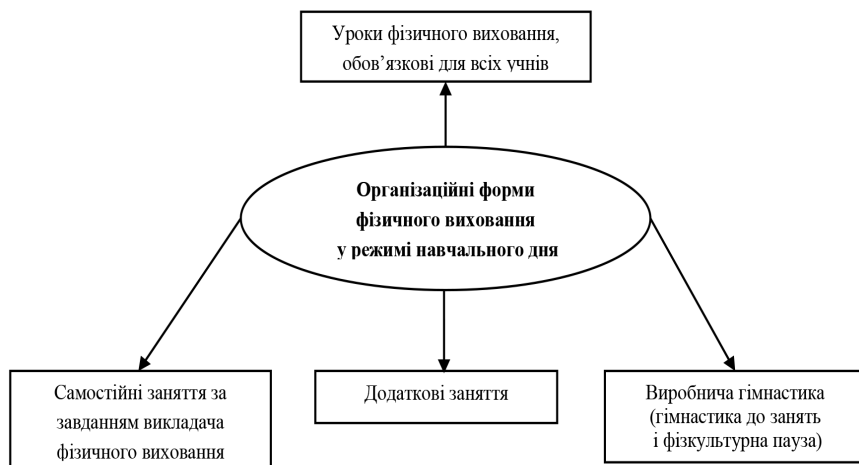 Уроки фізичного виховання,
обов’язкові для всіх учнів
Організаційні форми
фізичного виховання
у режимі навчального дня
Самостійні заняття за
завданням викладача
фізичного виховання
Додаткові заняття
Виробнича гімнастика
(гімнастика до занять
і фізкультурна пауза)